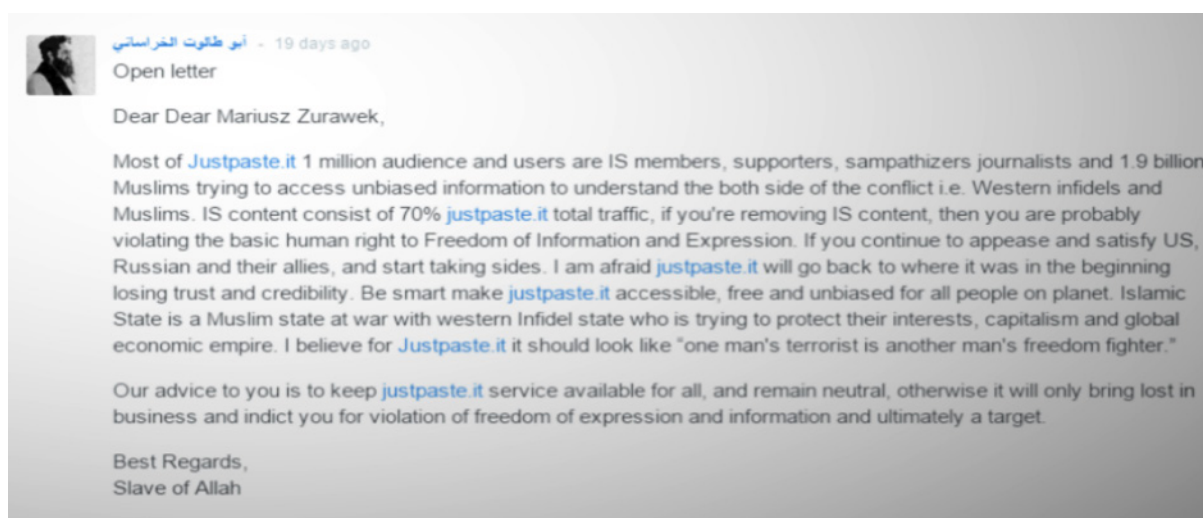 أبو طالوت الخراساني - 19 days ago
Open letter
Dear Dear Mariusz Zurawek,
Most of Justpaste.it 1 million audience and users are IS members, supporters, sampathizers journalists and 1.9 billion
Muslims trying to access unbiased information to understand the both side of the conflict i.e. Western infidels and
Muslims. IS content consist of 70% justpaste.it total traffic, if you're removing IS content, then you are probably
violating the basic human right to Freedom of Information and Expression. If you continue to appease and satisfy US,
Russian and their allies, and start taking sides. I am afraid justpaste.it will go back to where it was in the beginning
losing trust and credibility. Be smart make justpaste.it accessible, free and unbiased for all people on planet. Islamic
State is a Muslim state at war with western Infidel state who is trying to protect their interests, capitalism and global
economic empire. I believe for Justpaste.it it should look like "one man's terrorist is another man's freedom fighter."
Our advice to you is to keep justpaste.it service available for all, and remain neutral, otherwise it will only bring lost in
business and indict you for violation of freedom of expression and information and ultimately a target.
Best Regards,
Slave of Allah